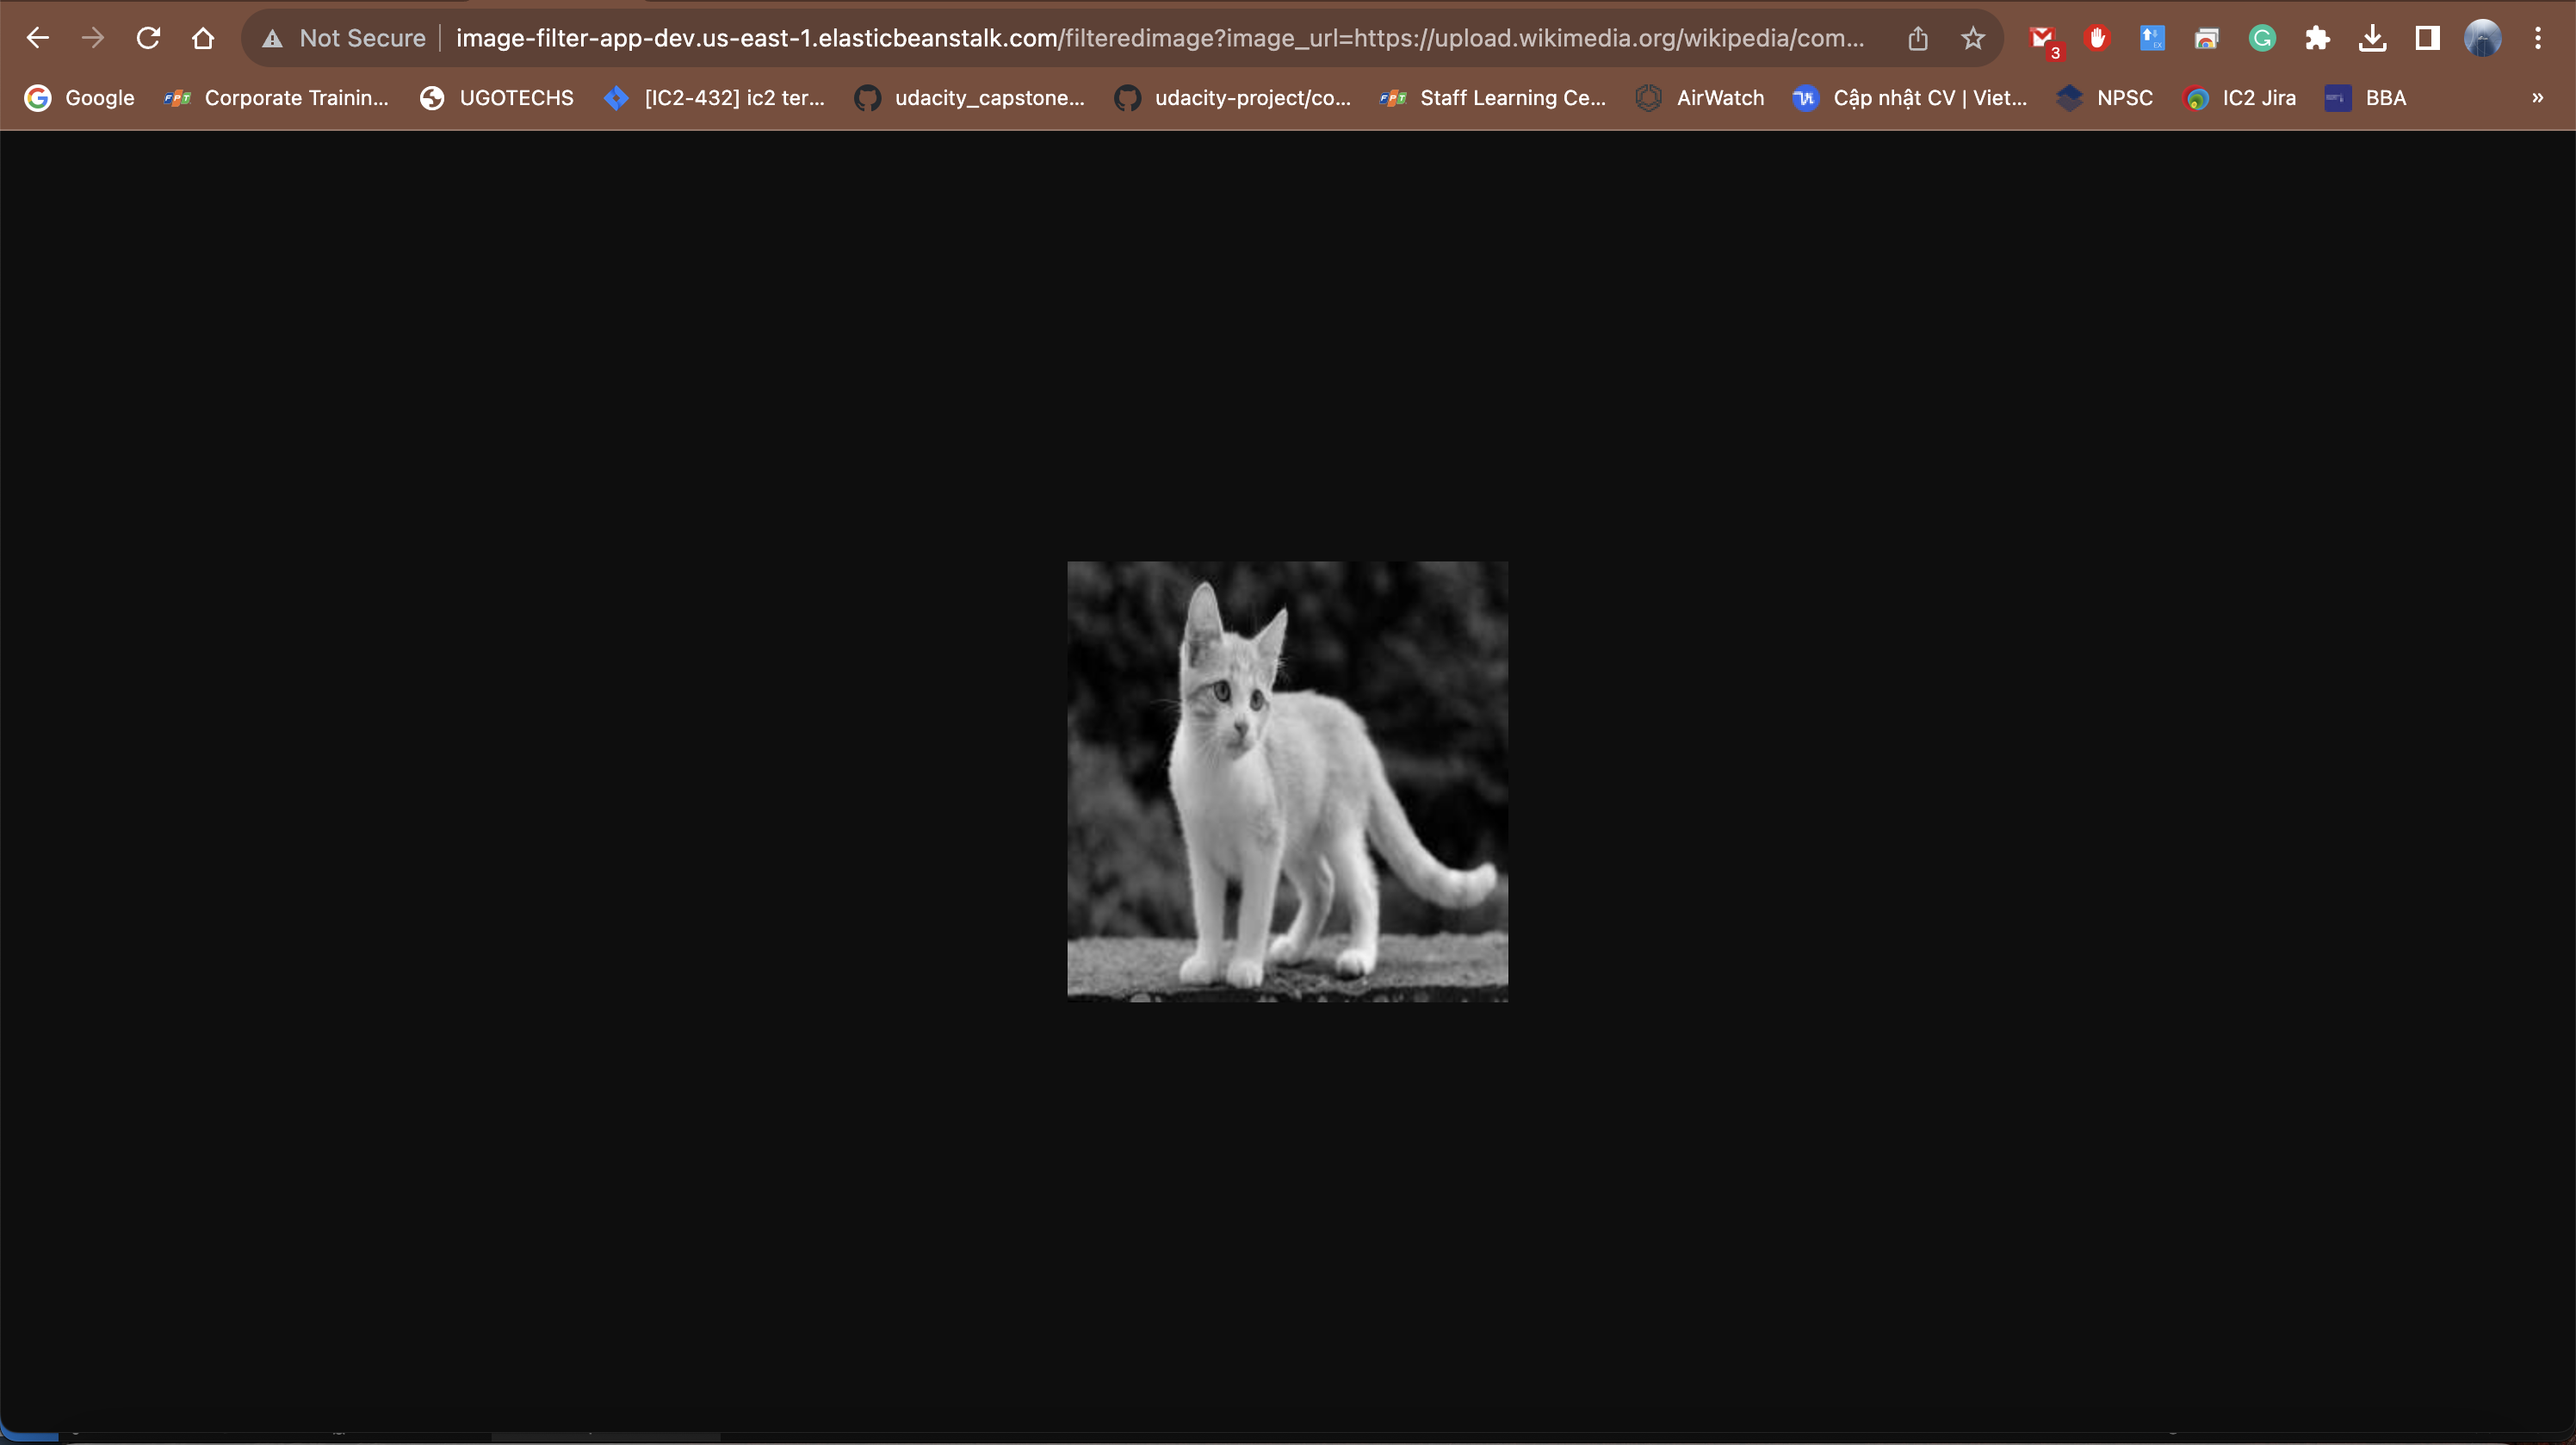 Not Secure image-filter-app-dev.us-east-1.elasticbeanstalk.com/filteredimage?image_url=https://upload.wikimedia.org/wikipedia/com... 3
Google FPT Corporate Trainin... UGOTECHS [IC2-432] ic2 ter... udacity_capstone... udacity-project/co... FPT Staff Learning Ce... AirWatch Cập nhật CV | Viet... NPSC IC2 Jira BBA »